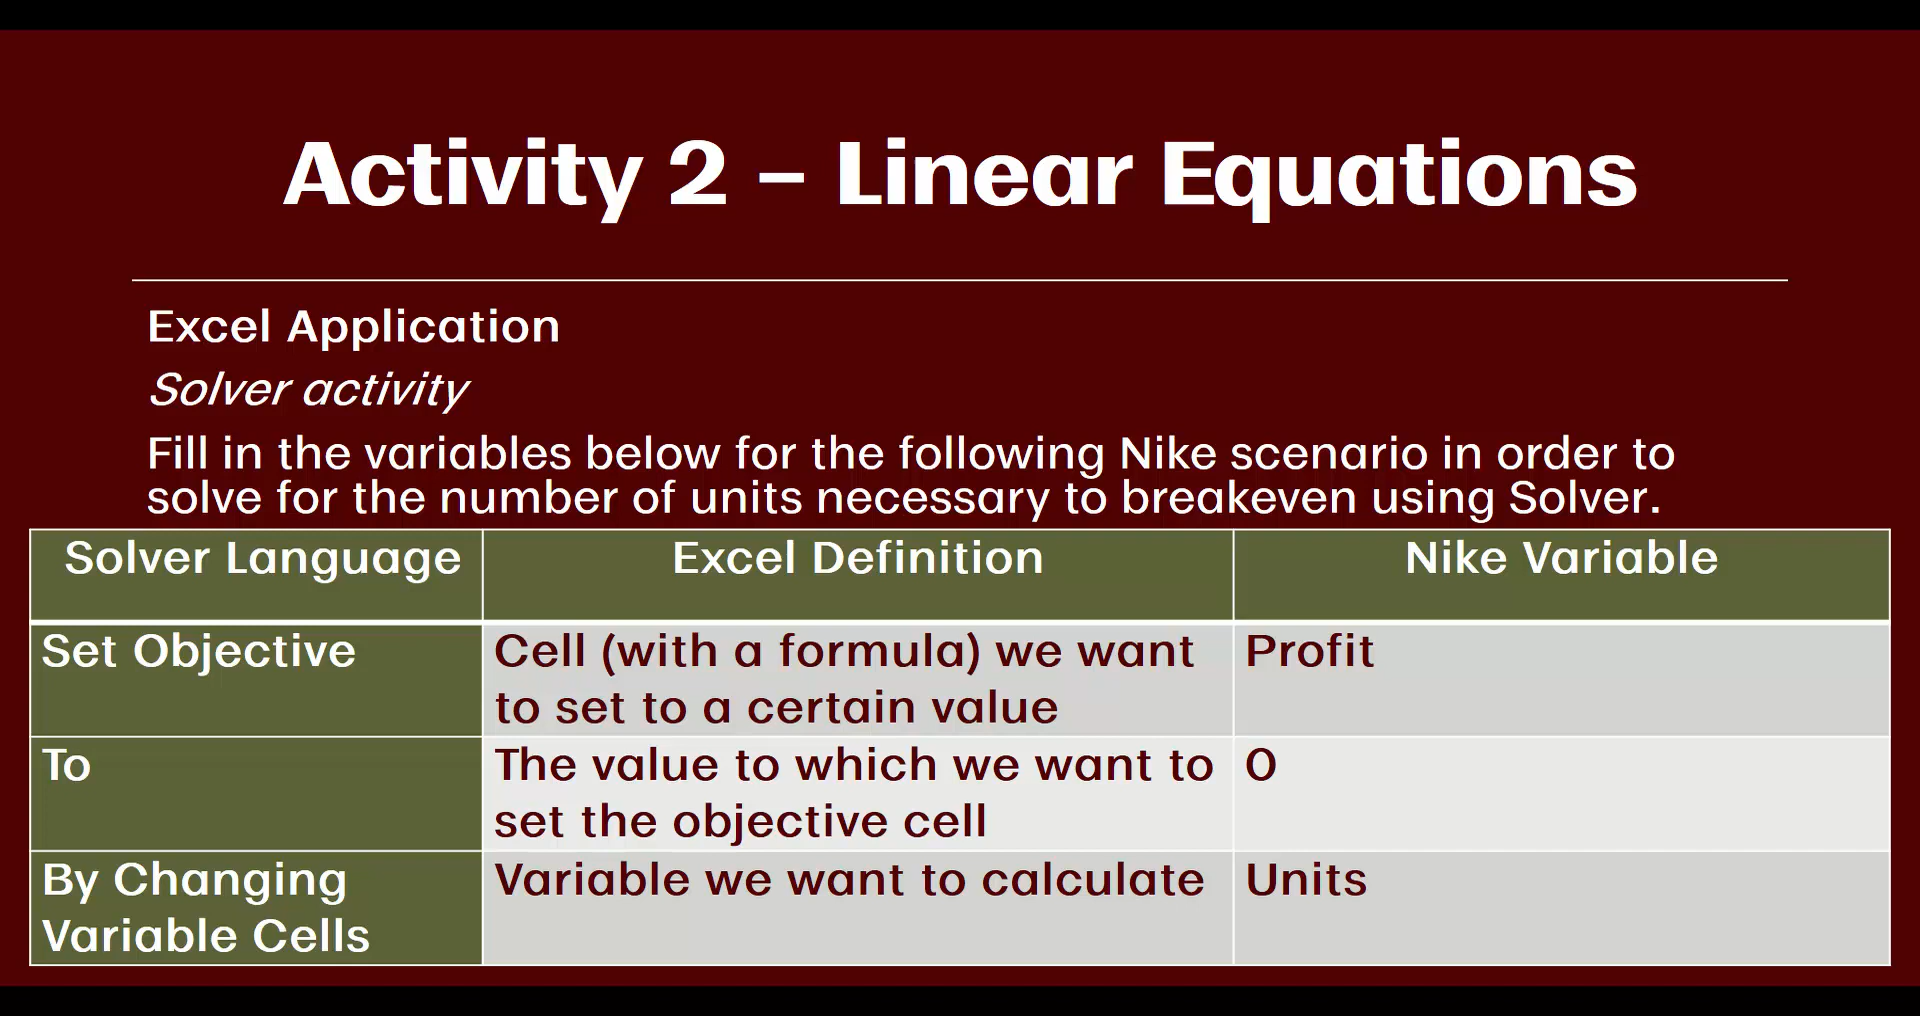 Activity 2 – Linear Equations
Excel Application
Solver activity
Fill in the variables below for the following Nike scenario in order to
solve for the number of units necessary to breakeven using Solver.
Solver Language
Excel Definition
Nike Variable
Set Objective
Cell (with a formula) we want
to set to a certain value
Profit
To
The value to which we want to
set the objective cell
0
By Changing
Variable Cells
Variable we want to calculate
Units